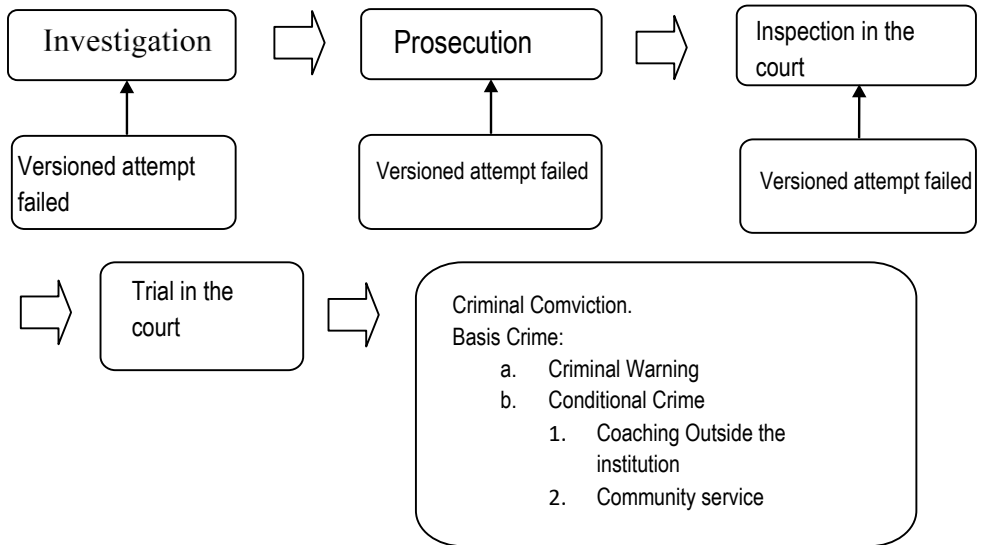 Investigation
Prosecution
Inspection in the
court
Versioned attempt
failed
Versioned attempt failed
Versioned attempt failed
Trial in the
court
Criminal Comviction.
Basis Crime:
a. Criminal Warning
b. Conditional Crime
1. Coaching Outside the
institution
2. Community service